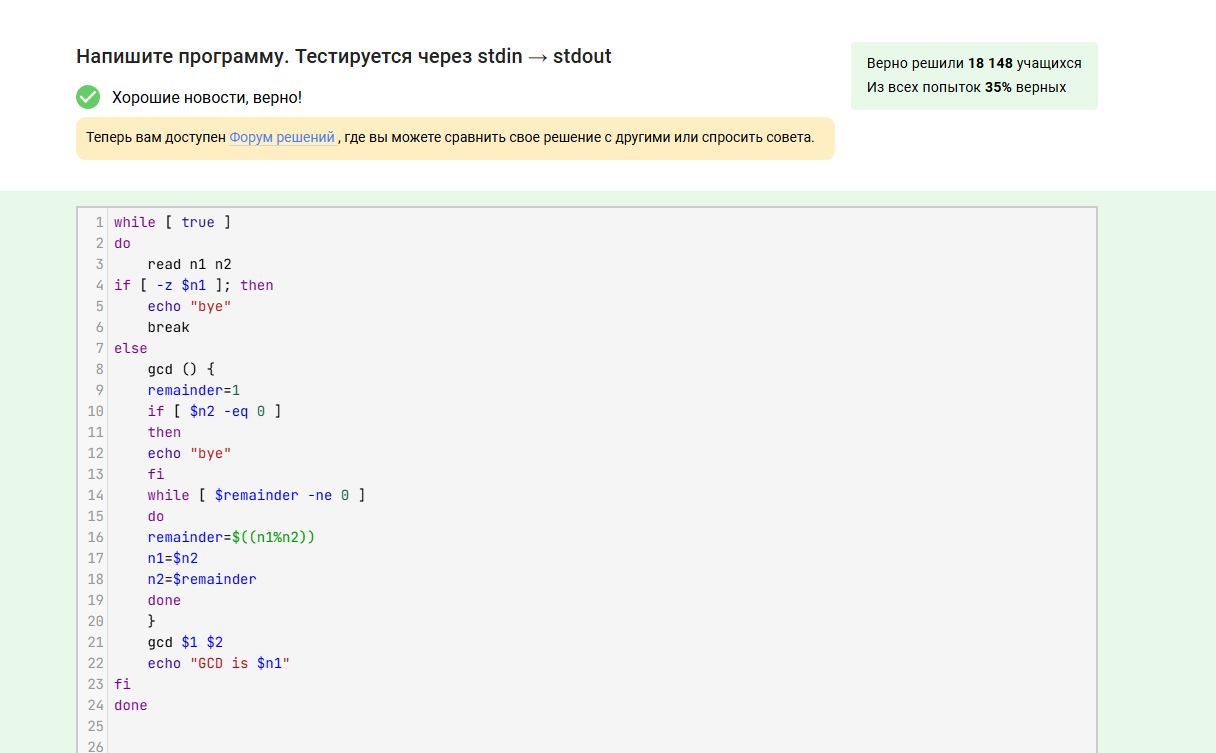 Напишите программу. Тестируется через stdin → stdout
Верно решили 18 148 учащихся
Из всех попыток 35% верных
Хорошие новости, верно!
Теперь вам доступен Форум решений , где вы можете сравнить свое решение с другими или спросить совета.
1 while [ true ]
2 do
3     read n1 n2
4 if [ -z $n1 ]; then
5     echo "bye"
6     break
7 else
8     gcd () {
9     remainder=1
10     if [ $n2 -eq 0 ]
11     then
12     echo "bye"
13     fi
14     while [ $remainder -ne 0 ]
15     do
16     remainder=$((n1%n2))
17     n1=$n2
18     n2=$remainder
19     done
20     }
21     gcd $1 $2
22     echo "GCD is $n1"
23 fi
24 done
25
26